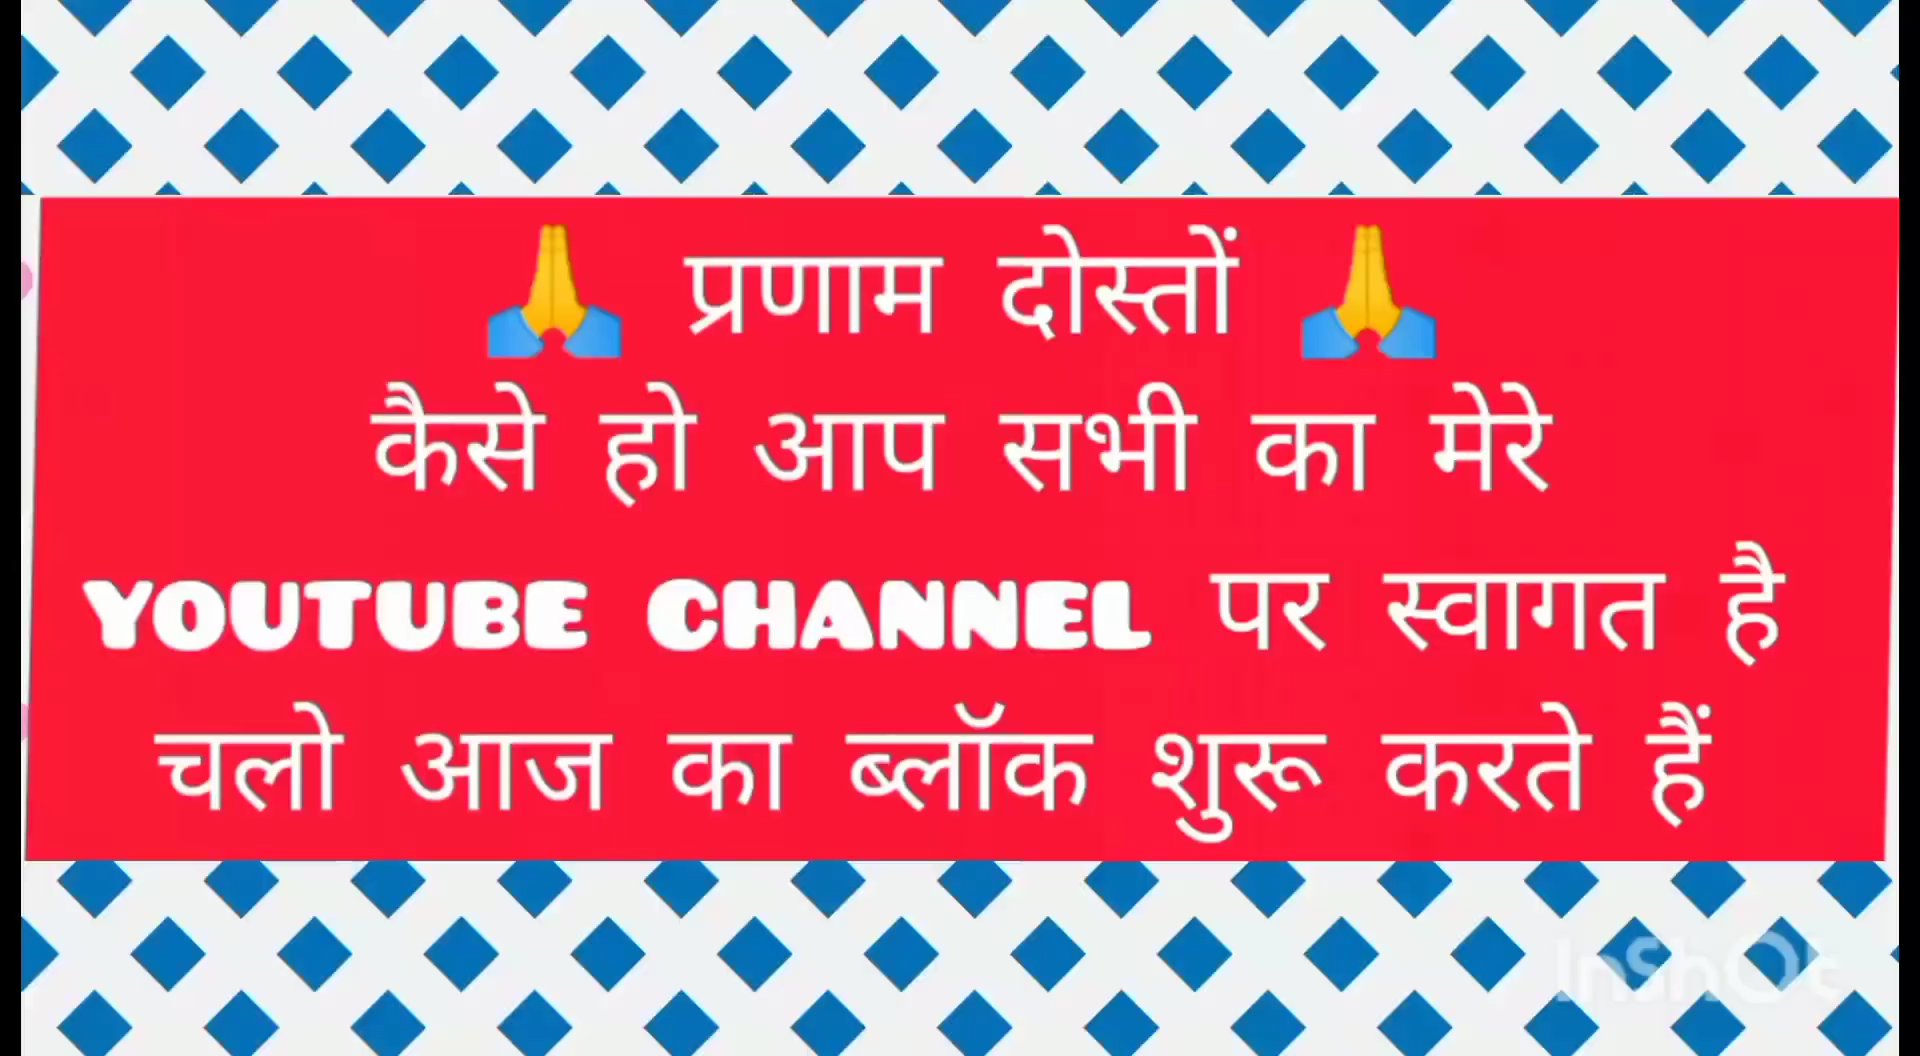 🙏 प्रणाम दोस्तों 🙏
कैसे हो आप सभी का मेरे
YOUTUBE CHANNEL पर स्वागत है
चलो आज का ब्लॉक शुरू करते हैं
InShOt